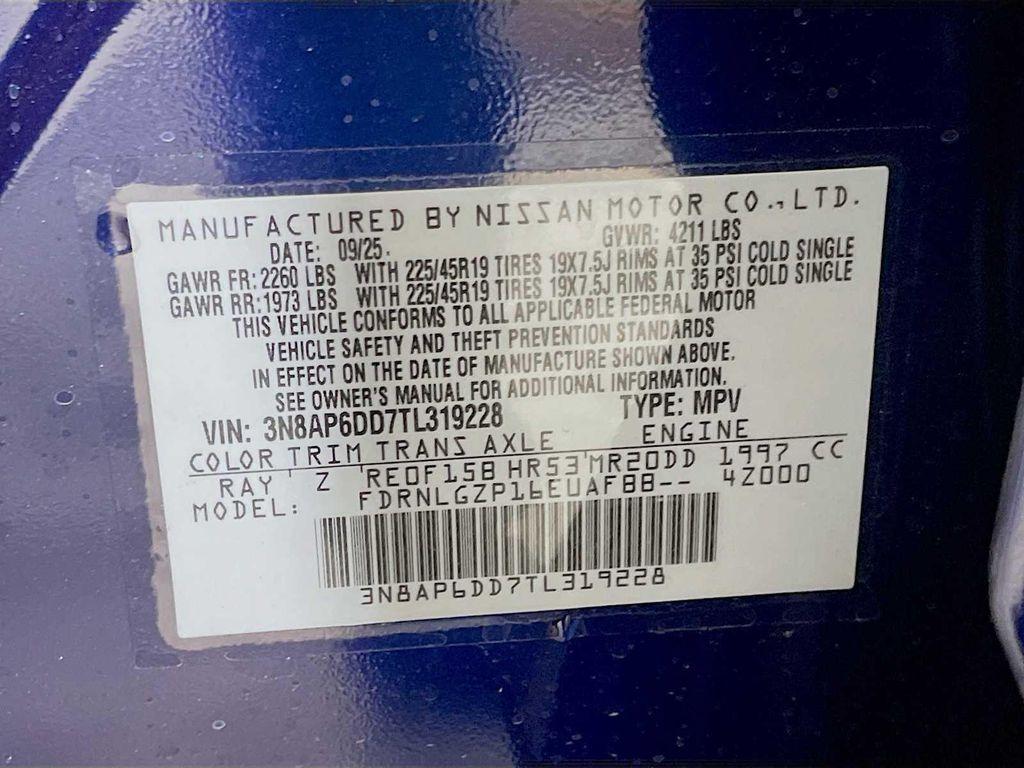 MANUFACTURED BY NISSAN MOTOR CO., LTD.
DATE: 09/25. GVWR: 4211 LBS
GAWR FR: 2260 LBS WITH 225/45R19 TIRES 19X7.5J RIMS AT 35 PSI COLD SINGLE
GAWR RR: 1973 LBS WITH 225/45R19 TIRES 19X7.5J RIMS AT 35 PSI COLD SINGLE
THIS VEHICLE CONFORMS TO ALL APPLICABLE FEDERAL MOTOR
VEHICLE SAFETY AND THEFT PREVENTION STANDARDS
IN EFFECT ON THE DATE OF MANUFACTURE SHOWN ABOVE.
SEE OWNER'S MANUAL FOR ADDITIONAL INFORMATION.
VIN: 3N8AP6DD7TL319228 TYPE: MPV
COLOR TRIM TRANS AXLE ENGINE
RAY Z RE0F15B HR53 MR20DD 1997 CC
MODEL: FDRNLGZP16EUAFBB-- 4Z000
3N8AP6DD7TL319228